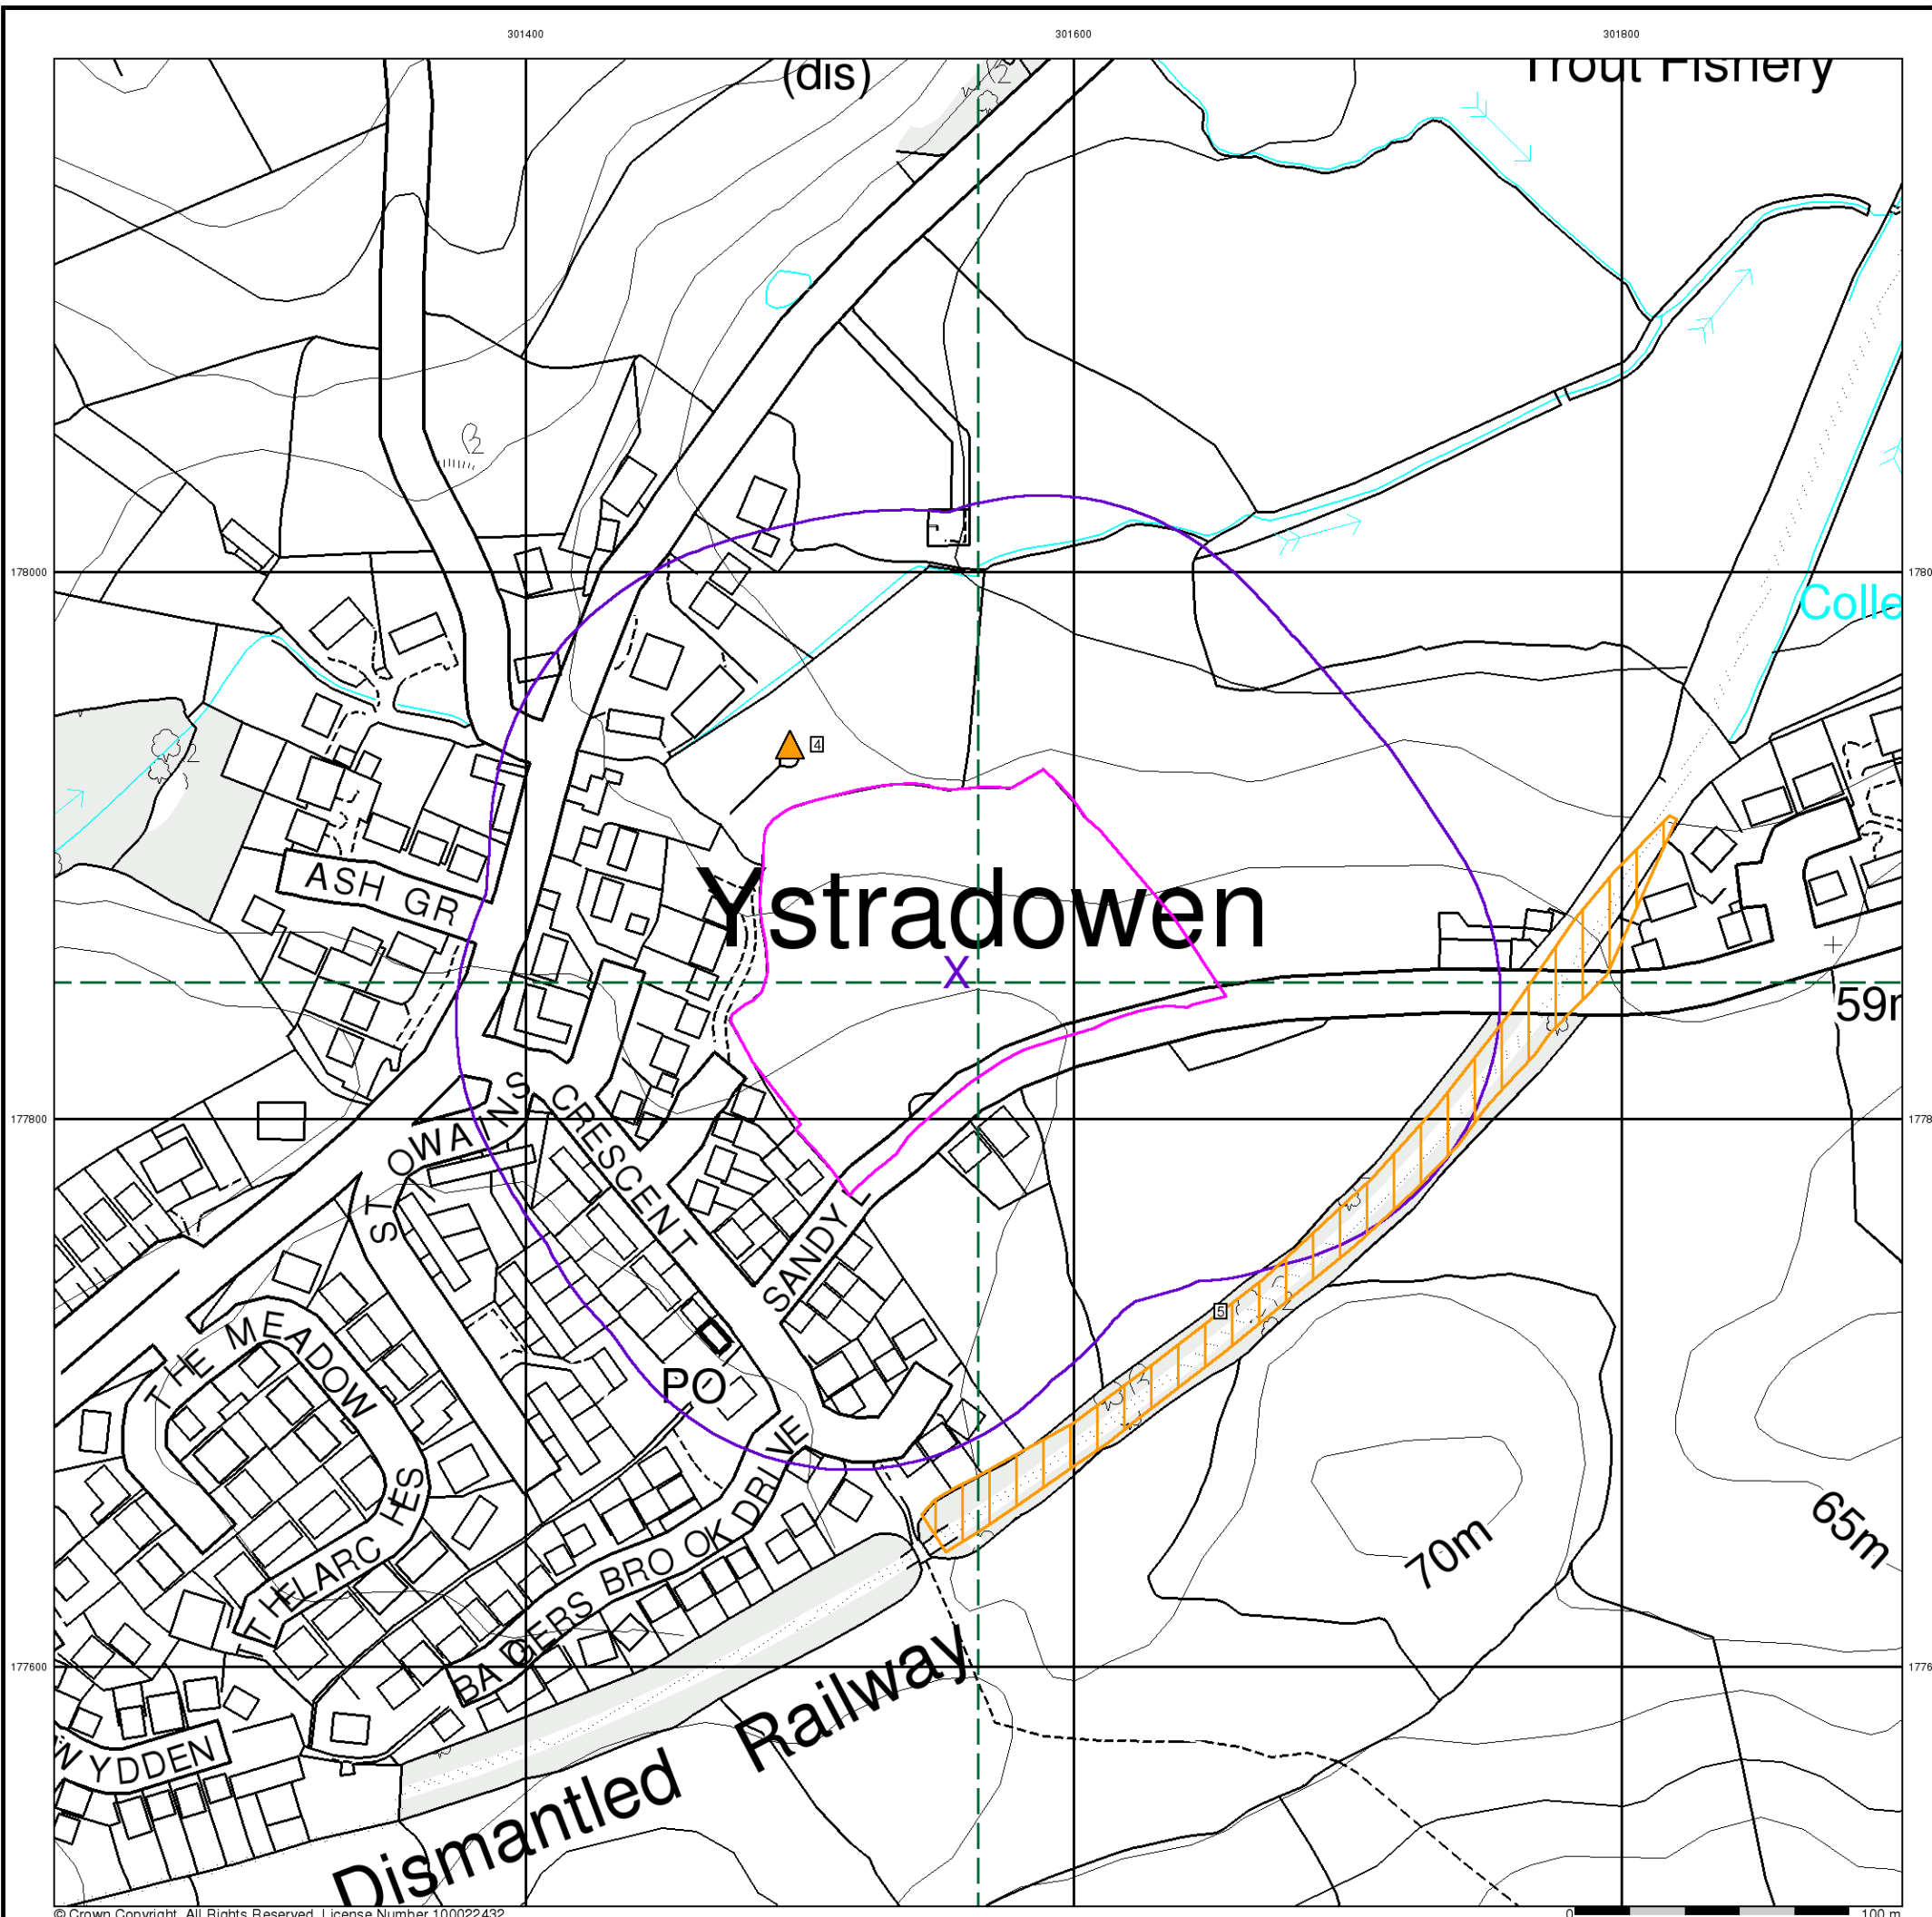 301400 301600 301800
(dis)
Trout Fishery
178000
Colle
4
ASH GR
Ystradowen
X
59m
177800
ST OWAINS CRESCENT
SANDY L
5
THE MEADOW
PO
THE LARCHES
BADGERS BROOK DRIVE
70m
65m
177600
WYDDEN
Dismantled Railway
© Crown Copyright. All Rights Reserved. License Number 100022432
0 100 m